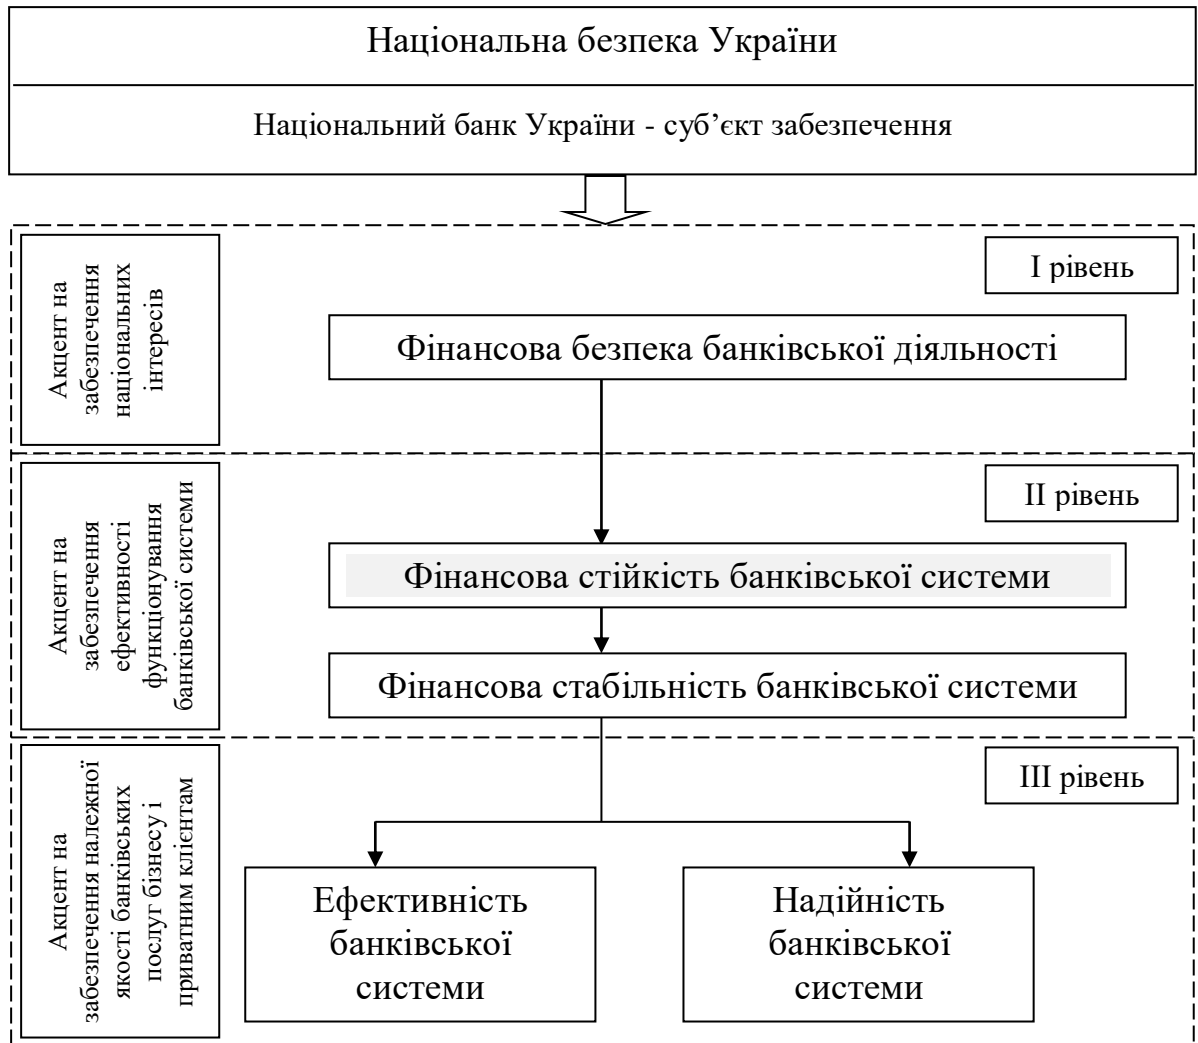 Національна безпека України
Національний банк України - суб’єкт забезпечення
Акцент на
забезпечення
національних
інтересів
І рівень
Фінансова безпека банківської діяльності
Акцент на
забезпечення
ефективності
функціонування
банківської системи
ІІ рівень
Фінансова стійкість банківської системи
Фінансова стабільність банківської системи
Акцент на
забезпечення належної
якості банківських
послуг бізнесу і
приватним клієнтам
ІІІ рівень
Ефективність
банківської
системи
Надійність
банківської
системи